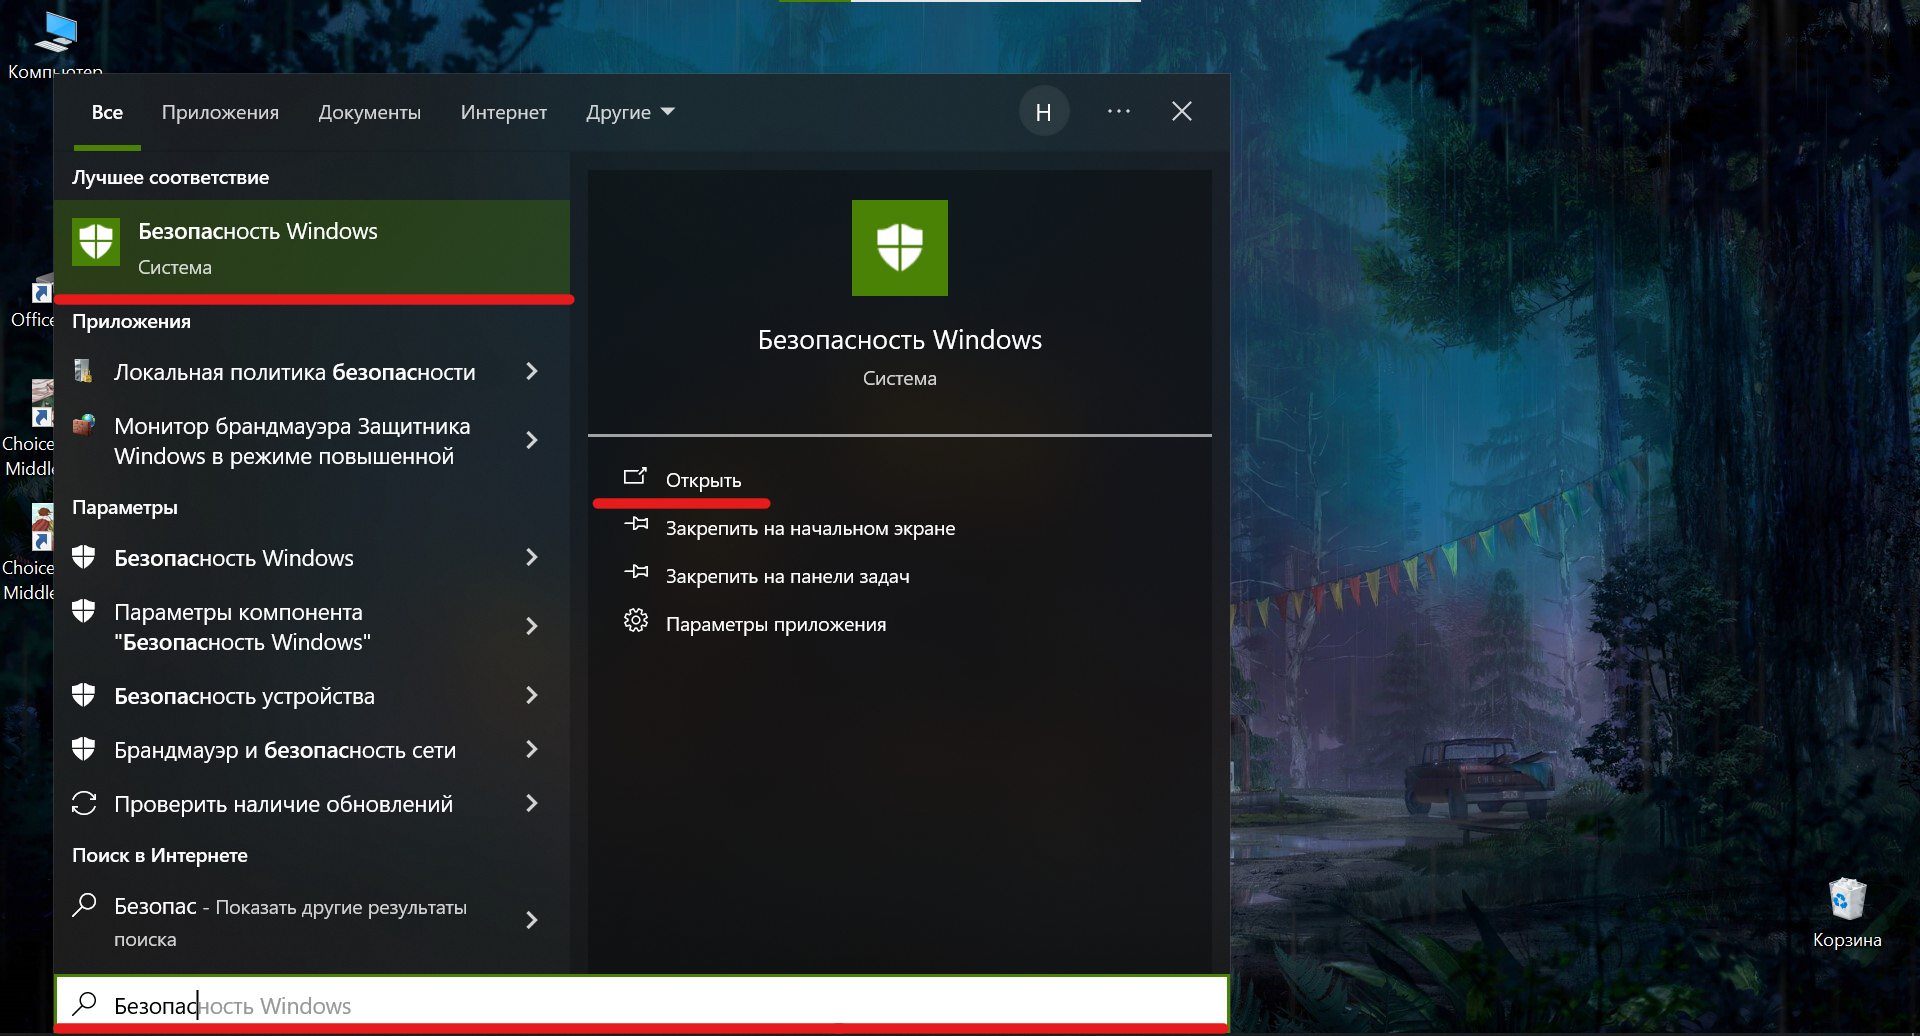 Компьютер
Office
Choice
Middle
Choice
Middle
Все
Приложения
Документы
Интернет
Другие
Н
Лучшее соответствие
Безопасность Windows
Система
Приложения
Локальная политика безопасности
Монитор брандмауэра Защитника
Windows в режиме повышенной
Параметры
Безопасность Windows
Параметры компонента
"Безопасность Windows"
Безопасность устройства
Брандмауэр и безопасность сети
Проверить наличие обновлений
Поиск в Интернете
Безопас - Показать другие результаты
поиска
Безопасность Windows
Безопасность Windows
Система
Открыть
Закрепить на начальном экране
Закрепить на панели задач
Параметры приложения
Корзина